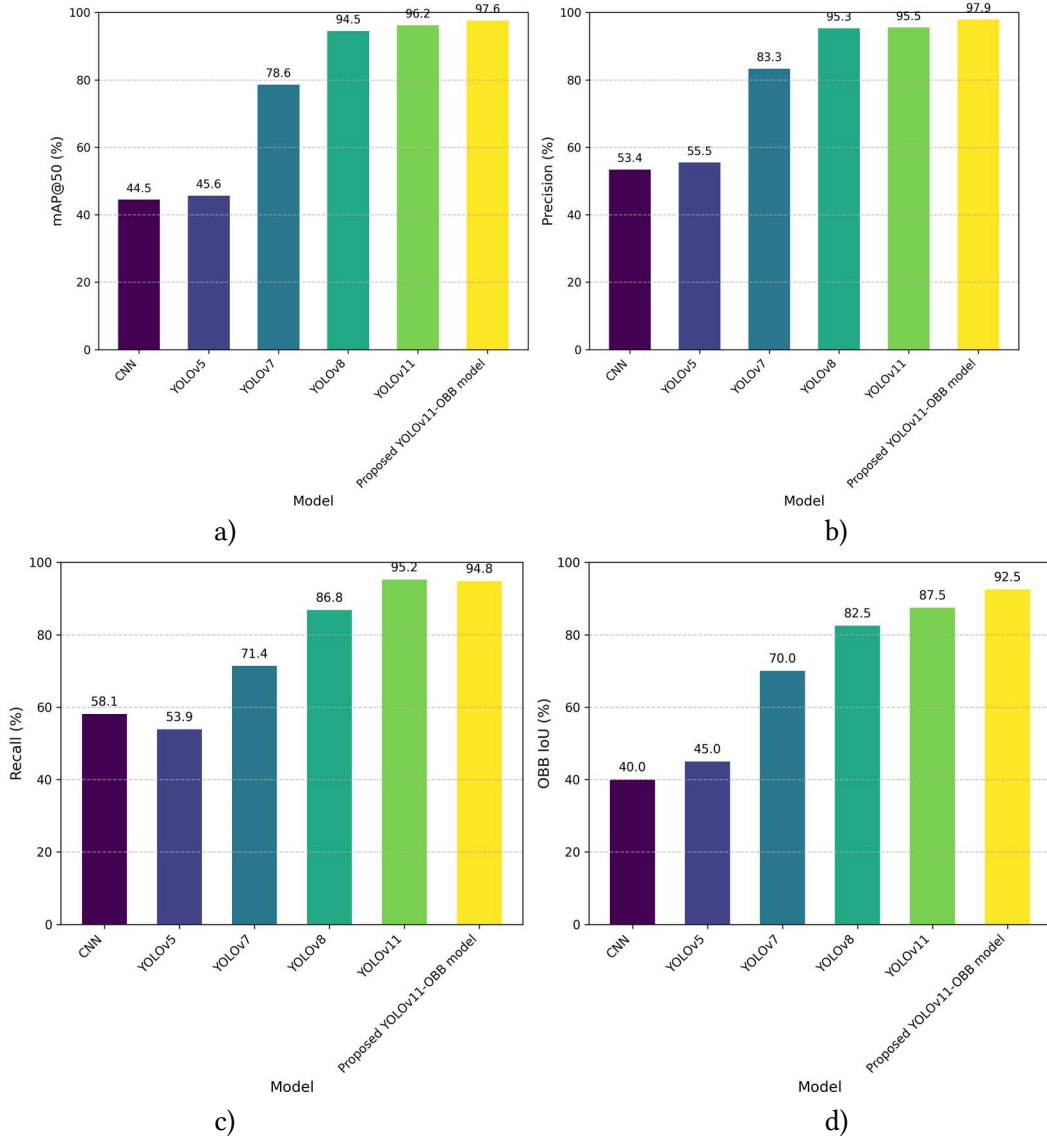 100
80
60
40
20
0
mAP@50 (%)
44.5
45.6
78.6
94.5
96.2
97.6
CNN
YOLOv5
YOLOv7
YOLOv8
YOLOv11
Proposed YOLOv11-OBB model
Model
a)
100
80
60
40
20
0
Precision (%)
53.4
55.5
83.3
95.3
95.5
97.9
CNN
YOLOv5
YOLOv7
YOLOv8
YOLOv11
Proposed YOLOv11-OBB model
Model
b)
100
80
60
40
20
0
Recall (%)
58.1
53.9
71.4
86.8
95.2
94.8
CNN
YOLOv5
YOLOv7
YOLOv8
YOLOv11
Proposed YOLOv11-OBB model
Model
c)
100
80
60
40
20
0
OBB IoU (%)
40.0
45.0
70.0
82.5
87.5
92.5
CNN
YOLOv5
YOLOv7
YOLOv8
YOLOv11
Proposed YOLOv11-OBB model
Model
d)